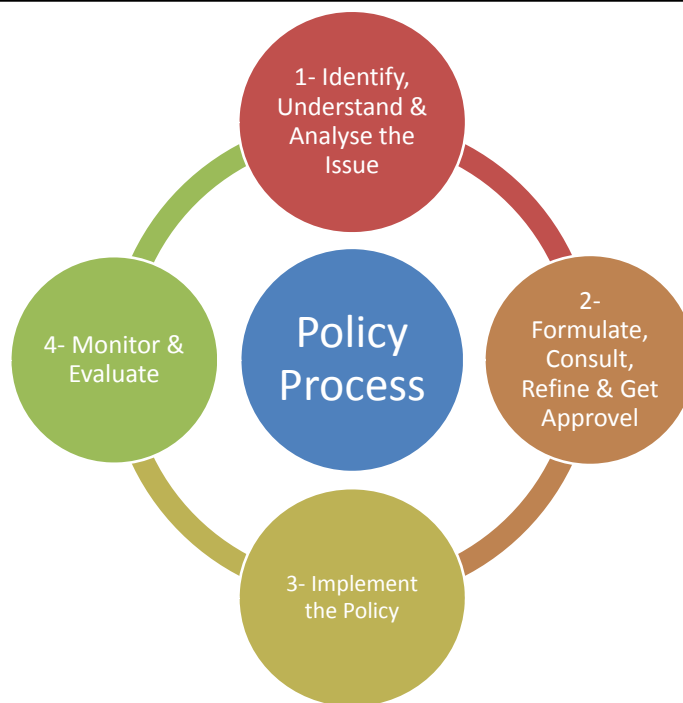 1- Identify,
Understand &
Analyse the
Issue
2-
Formulate,
Consult,
Refine & Get
Approvel
Policy
Process
4- Monitor &
Evaluate
3- Implement
the Policy